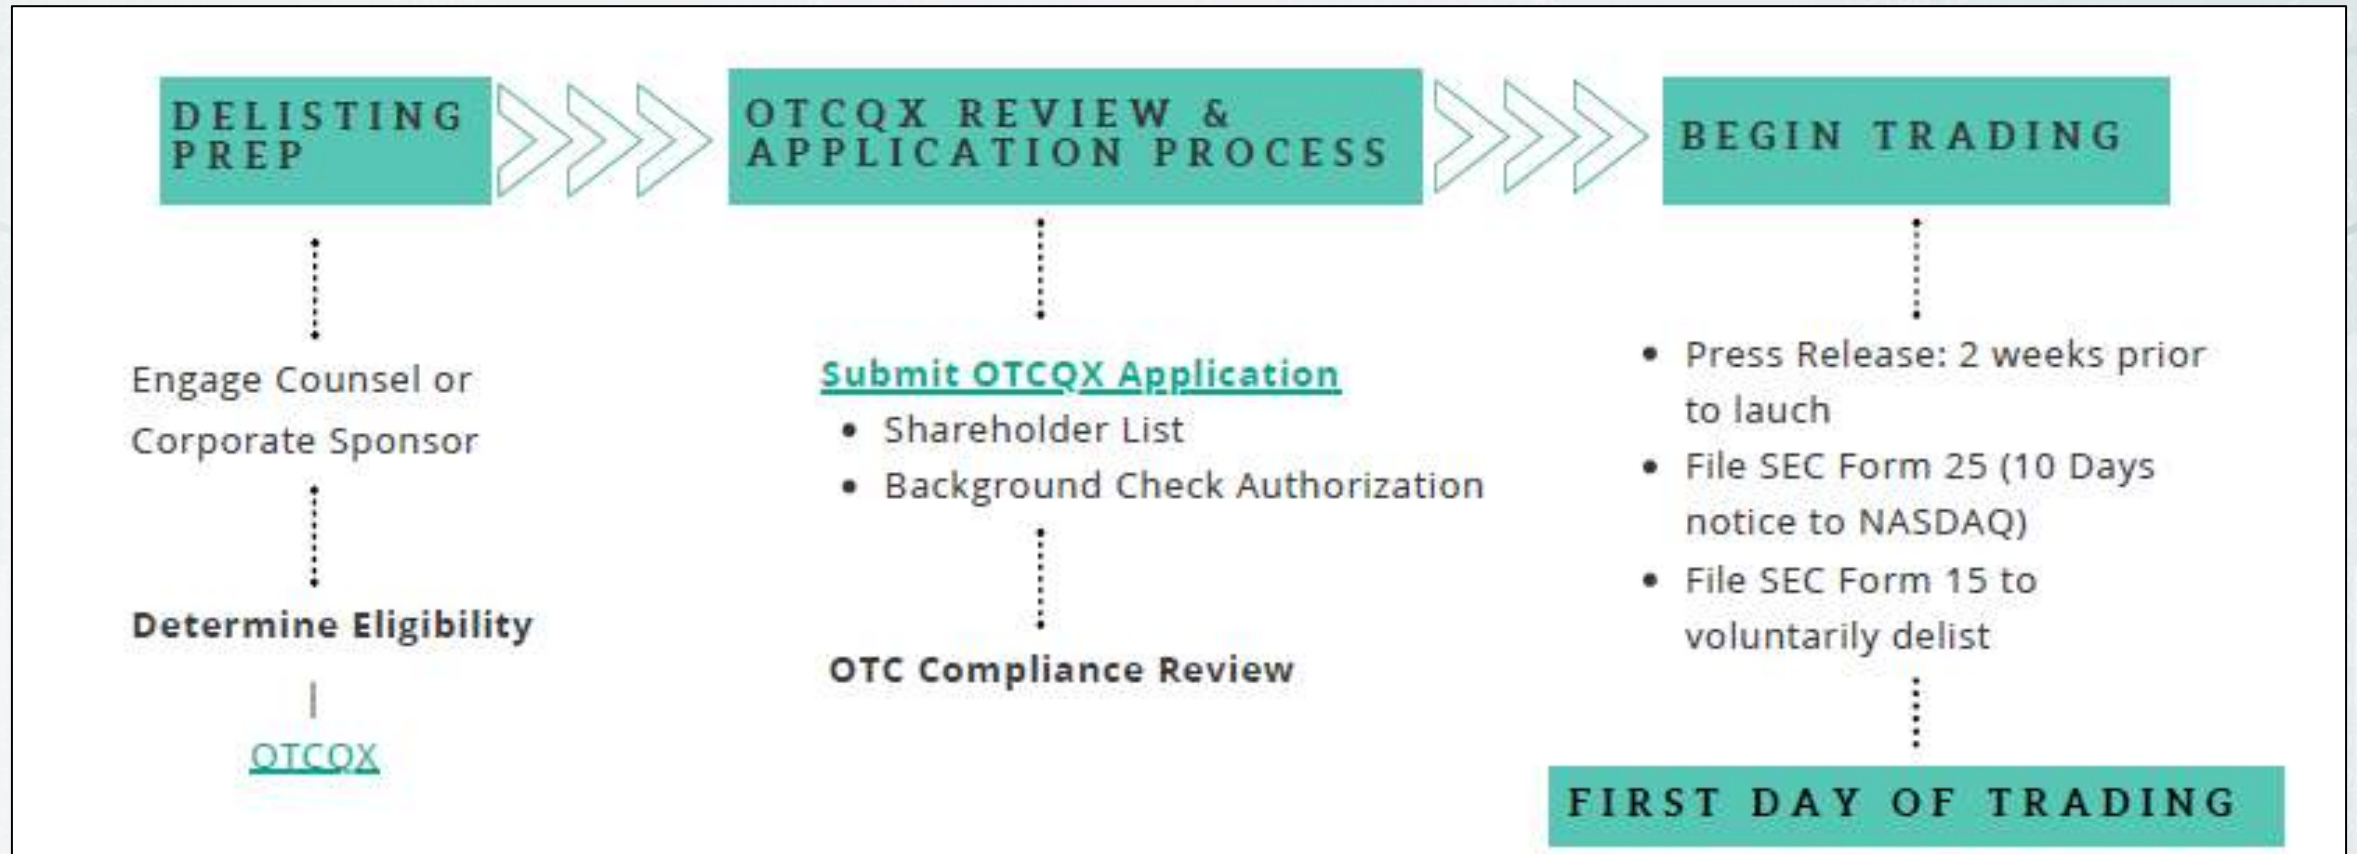 DELISTING
PREP
Engage Counsel or
Corporate Sponsor
Determine Eligibility
OTCQX
OTCQX REVIEW &
APPLICATION PROCESS
Submit OTCQX Application
• Shareholder List
• Background Check Authorization
OTC Compliance Review
BEGIN TRADING
• Press Release: 2 weeks prior
to lauch
• File SEC Form 25 (10 Days
notice to NASDAQ)
• File SEC Form 15 to
voluntarily delist
FIRST DAY OF TRADING